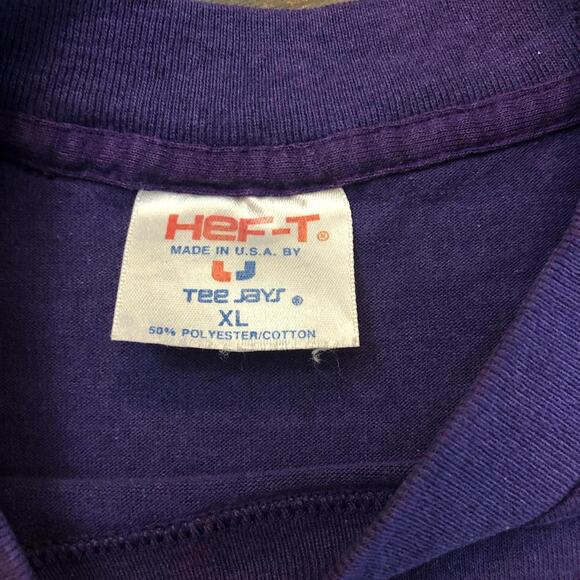 HEF-T®
MADE IN U.S.A. BY
TEE JAYS ®
XL
50% POLYESTER/COTTON